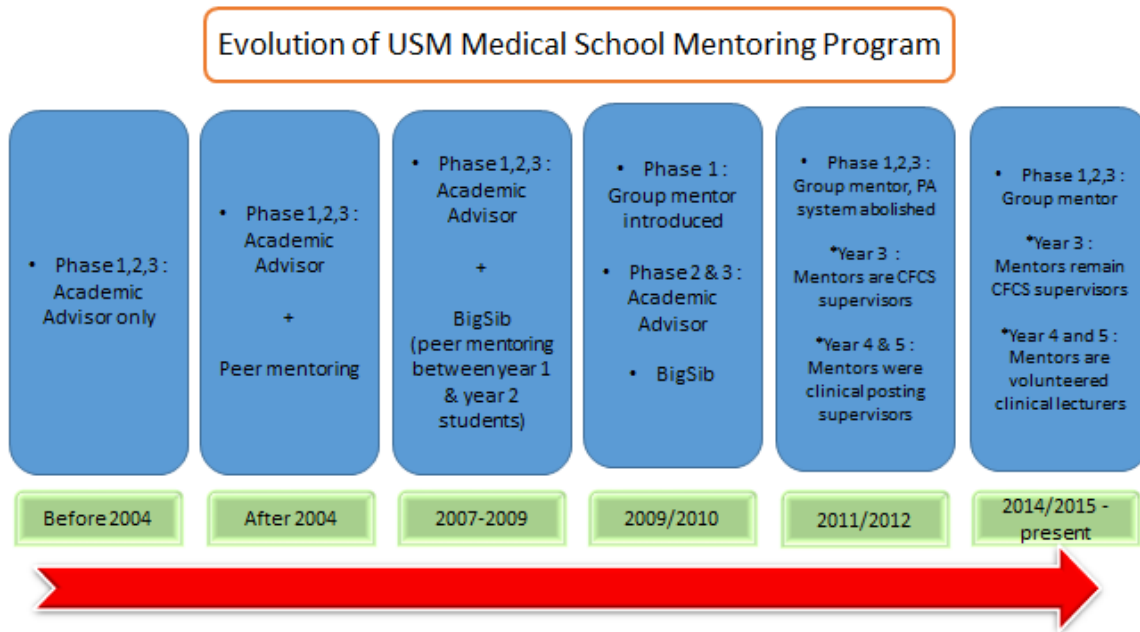 Evolution of USM Medical School Mentoring Program
• Phase 1,2,3 :
Academic
Advisor only
Before 2004
• Phase 1,2,3 :
Academic
Advisor
+
Peer mentoring
After 2004
• Phase 1,2,3 :
Academic
Advisor
+
BigSib
(peer mentoring
between year 1
& year 2
students)
2007-2009
• Phase 1 :
Group mentor
introduced
• Phase 2 & 3 :
Academic
Advisor
• BigSib
2009/2010
• Phase 1,2,3 :
Group mentor, PA
system abolished
*Year 3 :
Mentors are CFCS
supervisors
*Year 4 & 5 :
Mentors were
clinical posting
supervisors
2011/2012
• Phase 1,2,3 :
Group mentor
*Year 3 :
Mentors remain
CFCS supervisors
*Year 4 and 5 :
Mentors are
volunteered
clinical lecturers
2014/2015 -
present